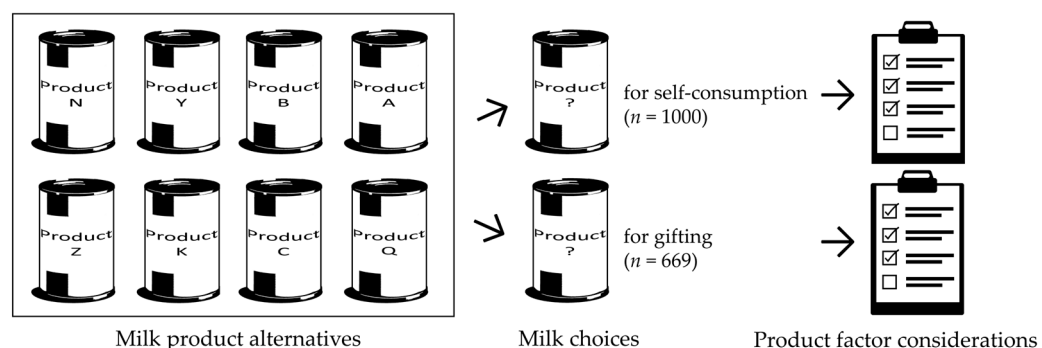 Product
N
Product
Y
Product
B
Product
A
Product
?
for self-consumption
(n = 1000)
Product
Z
Product
K
Product
C
Product
Q
Product
?
for gifting
(n = 669)
Milk product alternatives
Milk choices
Product factor considerations